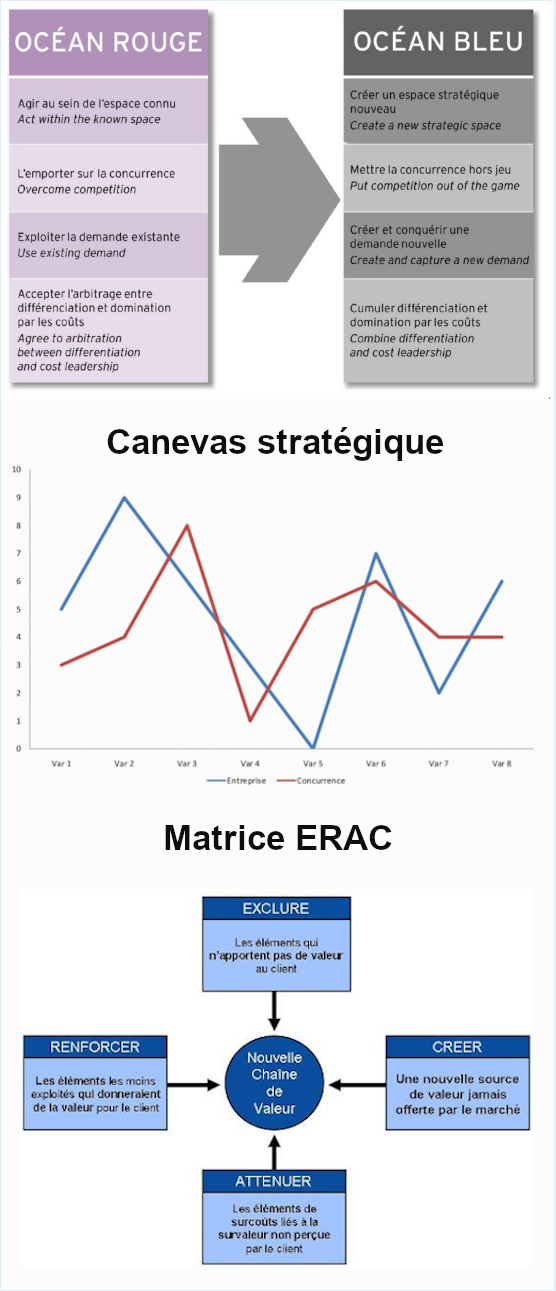 OCÉAN ROUGE
Agir au sein de l'espace connu
Act within the known space
L'emporter sur la concurrence
Overcome competition
Exploiter la demande existante
Use existing demand
Accepter l'arbitrage entre
différenciation et domination
par les coûts
Agree to arbitration
between differentiation
and cost leadership
OCÉAN BLEU
Créer un espace stratégique
nouveau
Create a new strategic space
Mettre la concurrence hors jeu
Put competition out of the game
Créer et conquérir une
demande nouvelle
Create and capture a new demand
Cumuler différenciation et
domination par les coûts
Combine differentiation
and cost leadership
Canevas stratégique
10
9
8
7
6
5
4
3
2
1
0
Var 1 Var 2 Var 3 Var 4 Var 5 Var 6 Var 7 Var 8
Entreprise Concurrence
Matrice ERAC
EXCLURE
Les éléments qui
n'apportent pas de valeur
au client
RENFORCER
Les éléments les moins
exploités qui donneraient
de la valeur pour le client
Nouvelle
Chaîne
de
Valeur
CREER
Une nouvelle source
de valeur jamais
offerte par le marché
ATTENUER
Les éléments de
surcoûts liés à la
survaleur non perçue
par le client